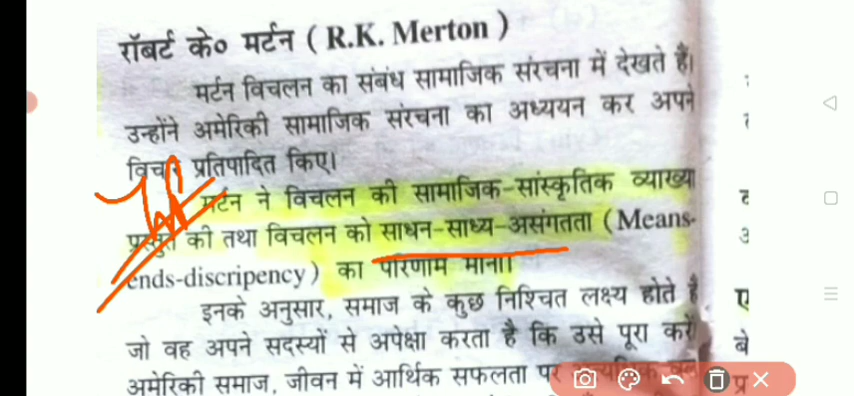 रॉबर्ट के० मर्टन ( R.K. Merton )
मर्टन विचलन का संबंध सामाजिक संरचना में देखते हैं।
उन्होंने अमेरिकी सामाजिक संरचना का अध्ययन कर अपने
विचार प्रतिपादित किए।
मर्टन ने विचलन की सामाजिक-सांस्कृतिक व्याख्या
प्रस्तुत की तथा विचलन को साधन-साध्य-असंगतता ( Means-
ends-discripency ) का परिणाम माना।
इनके अनुसार, समाज के कुछ निश्चित लक्ष्य होते हैं
जो वह अपने सदस्यों से अपेक्षा करता है कि उसे पूरा करें
अमेरिकी समाज, जीवन में आर्थिक सफलता पर